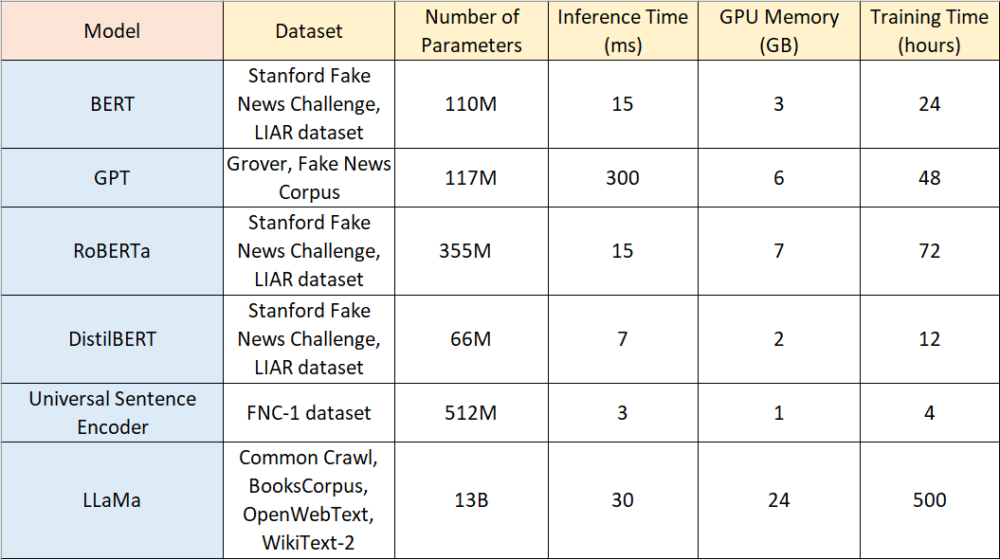 Model
Dataset
Number of
Parameters
Inference Time
(ms)
GPU Memory
(GB)
Training Time
(hours)
BERT
Stanford Fake
News Challenge,
LIAR dataset
110M
15
3
24
GPT
Grover, Fake News
Corpus
117M
300
6
48
RoBERTa
Stanford Fake
News Challenge,
LIAR dataset
355M
15
7
72
DistilBERT
Stanford Fake
News Challenge,
LIAR dataset
66M
7
2
12
Universal Sentence
Encoder
FNC-1 dataset
512M
3
1
4
LLaMa
Common Crawl,
BooksCorpus,
OpenWebText,
WikiText-2
13B
30
24
500